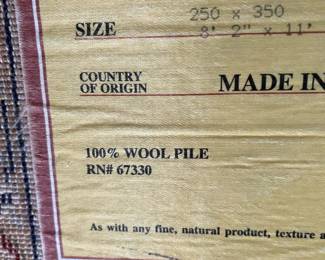 250 x 350
SIZE 8' 2" x 11'
COUNTRY
OF ORIGIN MADE IN
100% WOOL PILE
RN# 67330
As with any fine, natural product, texture a